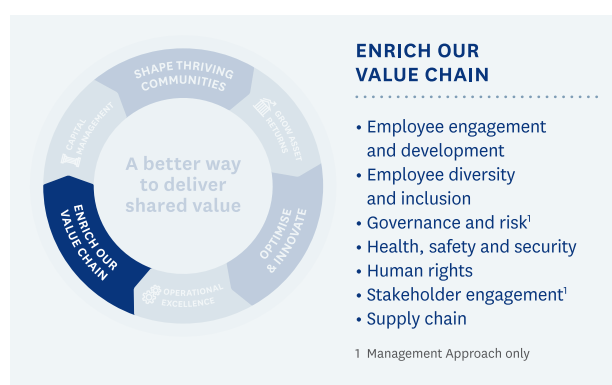 SHAPE THRIVING
COMMUNITIES
GROW ASSET
RETURNS
OPTIMISE
& INNOVATE
OPERATIONAL
EXCELLENCE
ENRICH OUR
VALUE CHAIN
CAPITAL
MANAGEMENT
A better way
to deliver
shared value
ENRICH OUR
VALUE CHAIN
• Employee engagement
and development
• Employee diversity
and inclusion
• Governance and risk¹
• Health, safety and security
• Human rights
• Stakeholder engagement¹
• Supply chain
1 Management Approach only